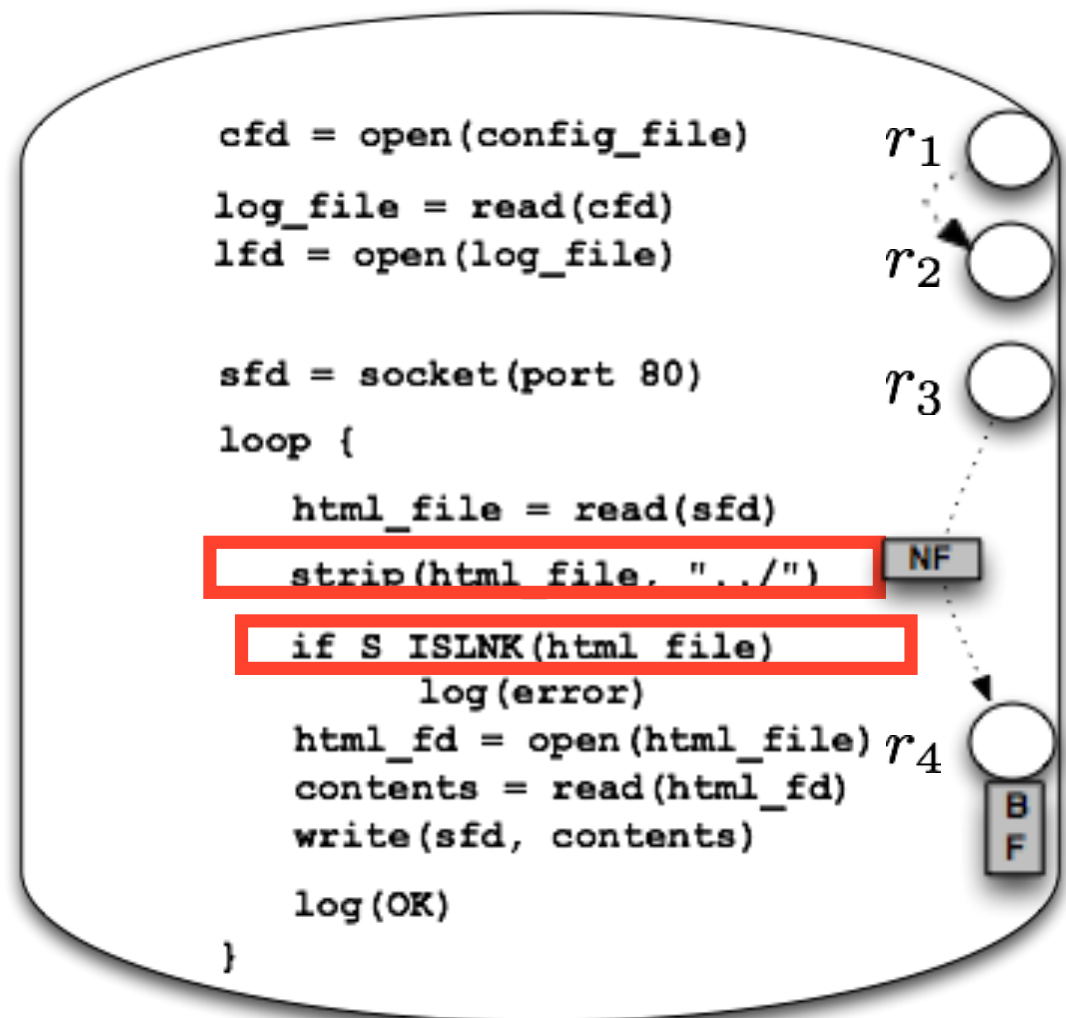 cfd = open(config_file) r1
log_file = read(cfd)
lfd = open(log_file) r2
sfd = socket(port 80) r3
loop {
html_file = read(sfd)
strip(html_file, "../") NF
if S_ISLNK(html_file)
log(error)
html_fd = open(html_file) r4
contents = read(html_fd)
B
write(sfd, contents)
F
log(OK)
}